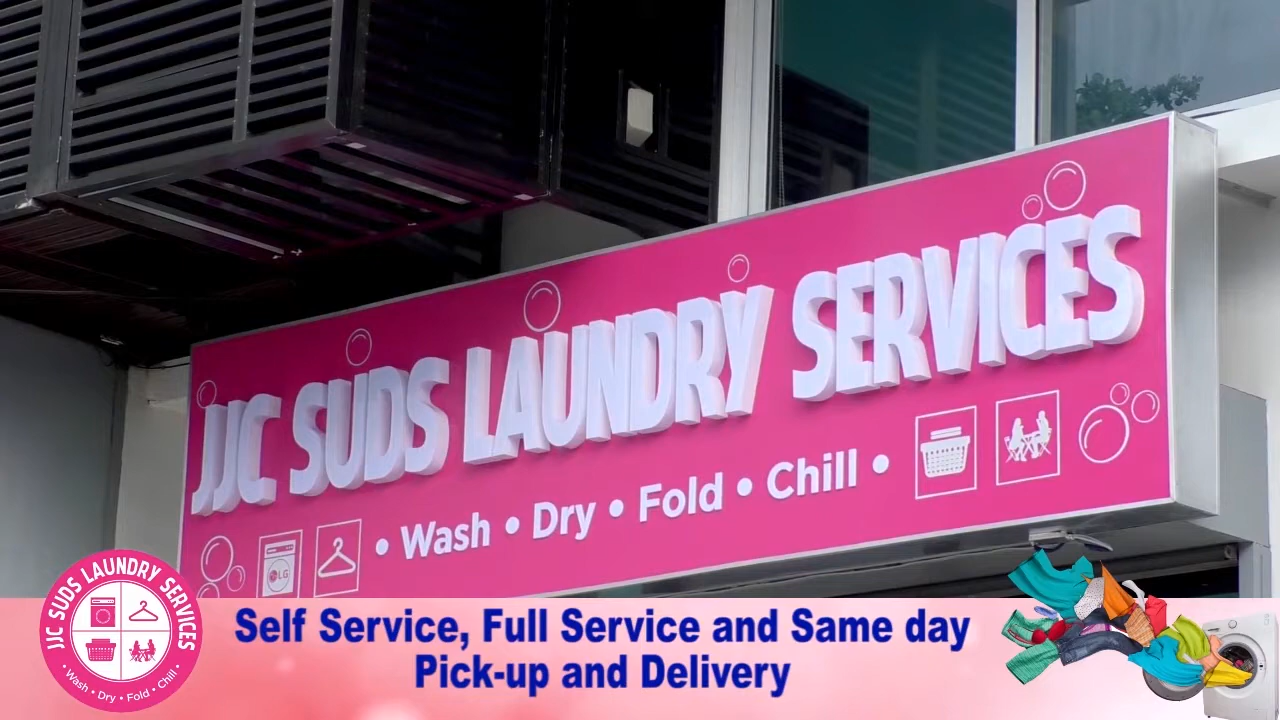 JJC SUDS LAUNDRY SERVICES
• Wash • Dry • Fold • Chill •
LG
JJC SUDS LAUNDRY SERVICES
• Wash • Dry • Fold • Chill •
Self Service, Full Service and Same day
Pick-up and Delivery